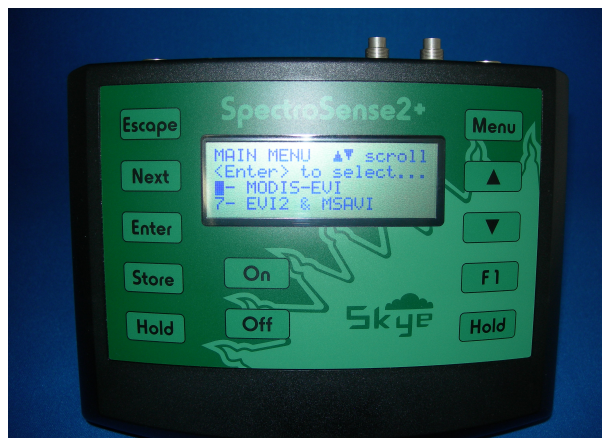 SpectroSense2+
Escape
Menu
MAIN MENU ▲▼ scroll
<Enter> to select...
- MODIS-EVI
7- EVI2 & MSAVI
Next
▲
Enter
▼
Store
On
F1
Hold
Off
Skye
Hold